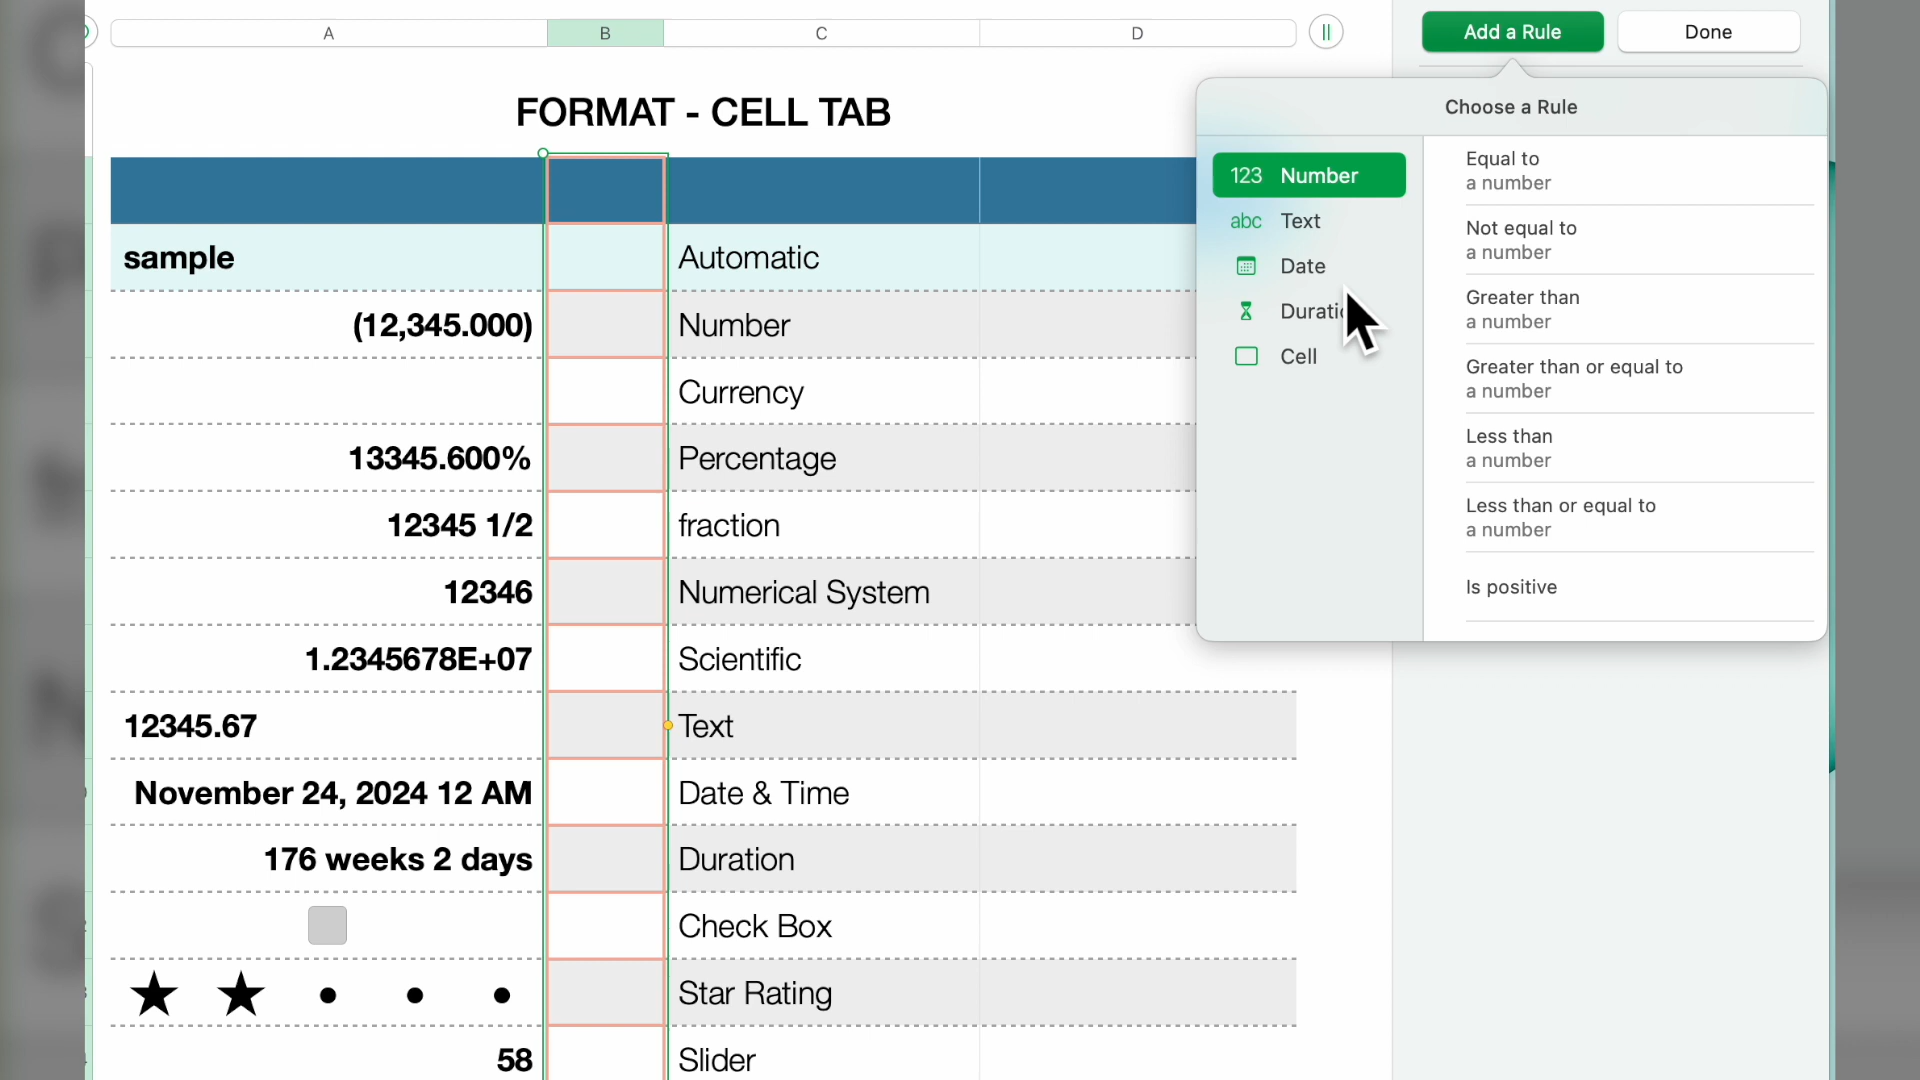 A B C D
Add a Rule
Done
Choose a Rule
FORMAT - CELL TAB
123 Number
abc Text
Date
Cell
Equal to
a number
Not equal to
a number
Greater than
a number
Greater than or equal to
a number
Less than
a number
Less than or equal to
a number
Is positive
sample Automatic
(12,345.000) Number
Currency
13345.600% Percentage
12345 1/2 fraction
12346 Numerical System
1.2345678E+07 Scientific
12345.67 Text
November 24, 2024 12 AM Date & Time
176 weeks 2 days Duration
Check Box
Star Rating
58 Slider